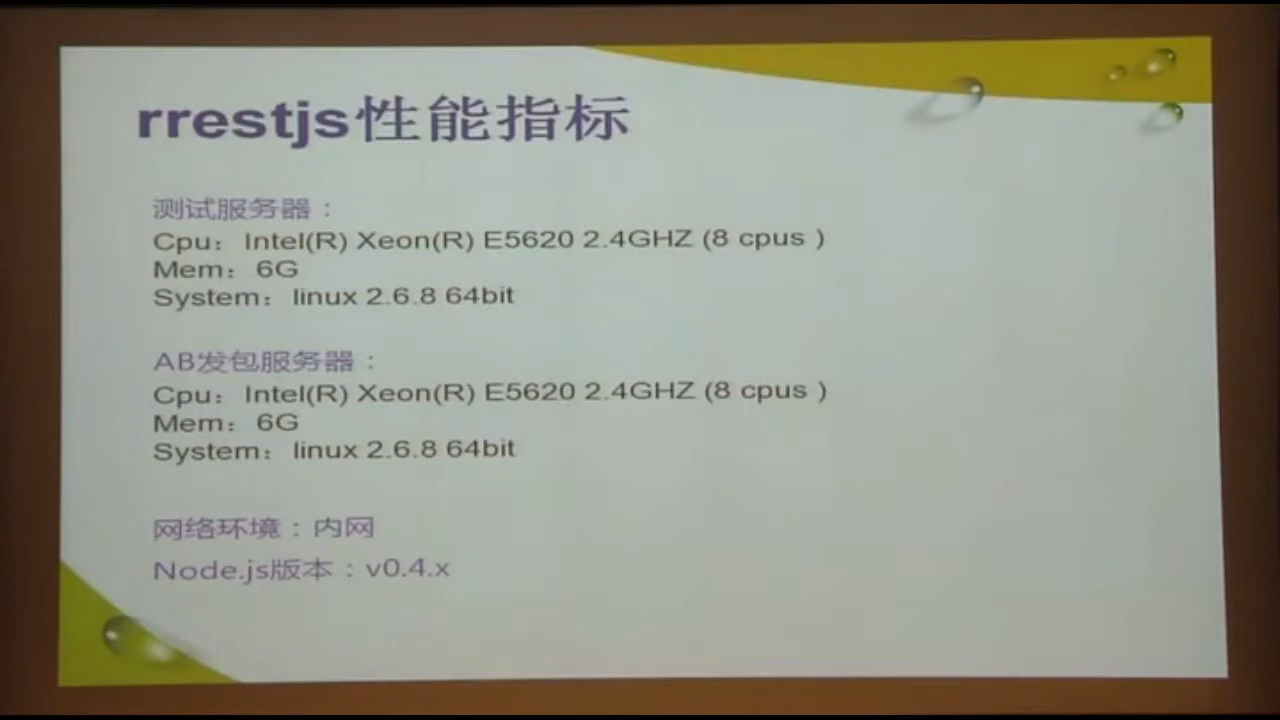 rrestjs性能指标
测试服务器：
Cpu：Intel(R) Xeon(R) E5620 2.4GHZ (8 cpus )
Mem：6G
System：linux 2.6.8 64bit
AB发包服务器：
Cpu：Intel(R) Xeon(R) E5620 2.4GHZ (8 cpus )
Mem：6G
System：linux 2.6.8 64bit
网络环境：内网
Node.js版本：v0.4.x